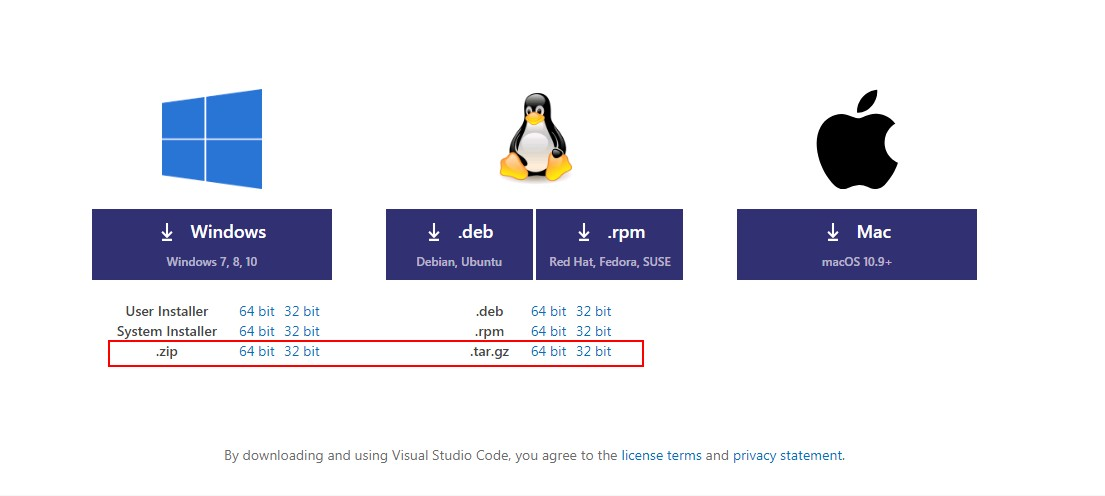 Windows
Windows 7, 8, 10
.deb
Debian, Ubuntu
.rpm
Red Hat, Fedora, SUSE
Mac
macOS 10.9+
User Installer 64 bit 32 bit
System Installer 64 bit 32 bit
.zip 64 bit 32 bit
.deb 64 bit 32 bit
.rpm 64 bit 32 bit
.tar.gz 64 bit 32 bit
By downloading and using Visual Studio Code, you agree to the license terms and privacy statement.